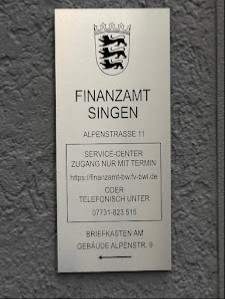 FINANZAMT
SINGEN
ALPENSTRASSE 11
SERVICE-CENTER
ZUGANG NUR MIT TERMIN
https://finanzamt-bw.fv-bwl.de
ODER
TELEFONISCH UNTER
07731-823 515
BRIEFKASTEN AM
GEBÄUDE ALPENSTR. 9